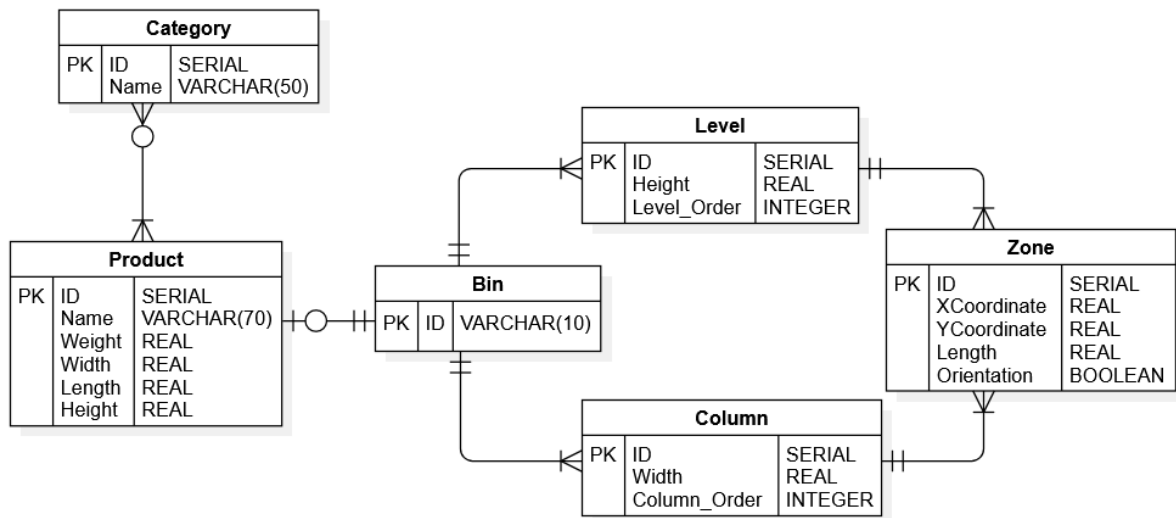 Category
PK ID SERIAL
Name VARCHAR(50)
Product
PK ID SERIAL
Name VARCHAR(70)
Weight REAL
Width REAL
Length REAL
Height REAL
Bin
PK ID VARCHAR(10)
Level
PK ID SERIAL
Height REAL
Level_Order INTEGER
Column
PK ID SERIAL
Width REAL
Column_Order INTEGER
Zone
PK ID SERIAL
XCoordinate REAL
YCoordinate REAL
Length REAL
Orientation BOOLEAN